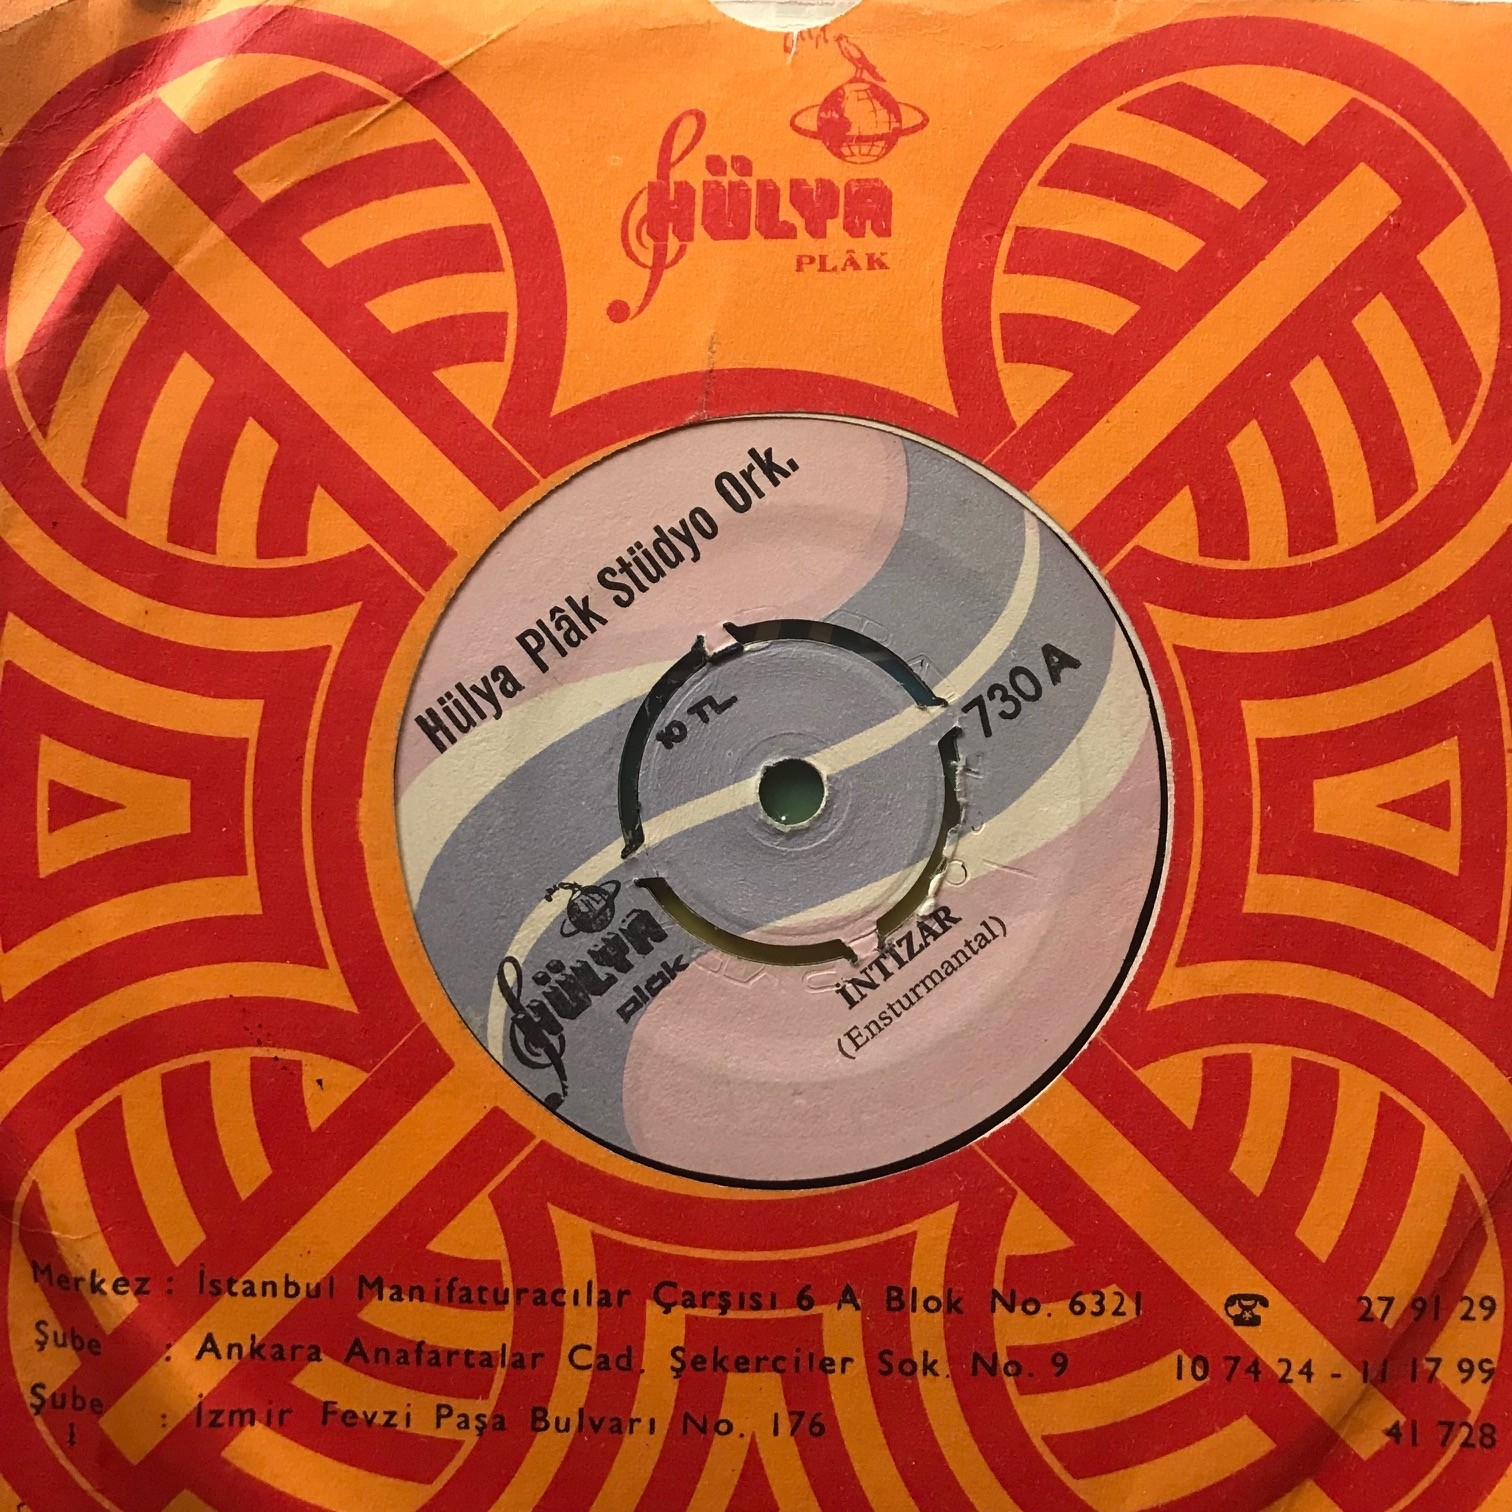 HÜLYA
PLÂK
Hülya Plâk Stüdyo Ork.
10 TL
730 A
HÜLYA
plâk
İNTİZAR
(Ensturmantal)
Merkez : İstanbul Manifaturacılar Çarşısı 6 A Blok No. 6321 27 91 29
Şube : Ankara Anafartalar Cad. Şekerciler Sok. No. 9 10 74 24 - 11 17 99
Şube : İzmir Fevzi Paşa Bulvarı No. 176 41 728